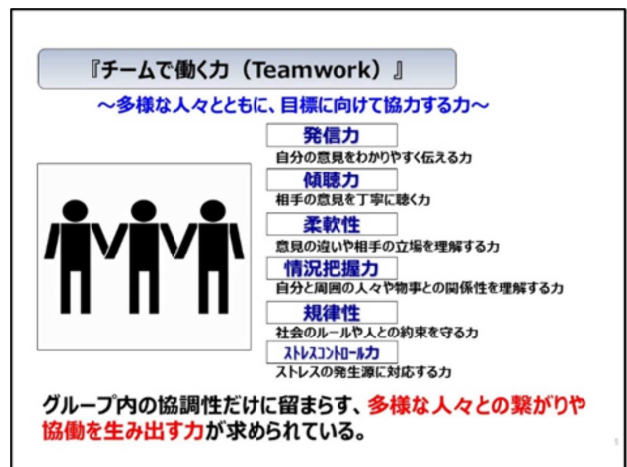 『チームで働く力（Teamwork）』
～多様な人々とともに、目標に向けて協力する力～
発信力
自分の意見をわかりやすく伝える力
傾聴力
相手の意見を丁寧に聴く力
柔軟性
意見の違いや相手の立場を理解する力
情況把握力
自分と周囲の人々や物事との関係性を理解する力
規律性
社会のルールや人との約束を守る力
ストレスコントロール力
ストレスの発生源に対応する力
グループ内の協調性だけに留まらず、多様な人々との繋がりや
協働を生み出す力が求められている。